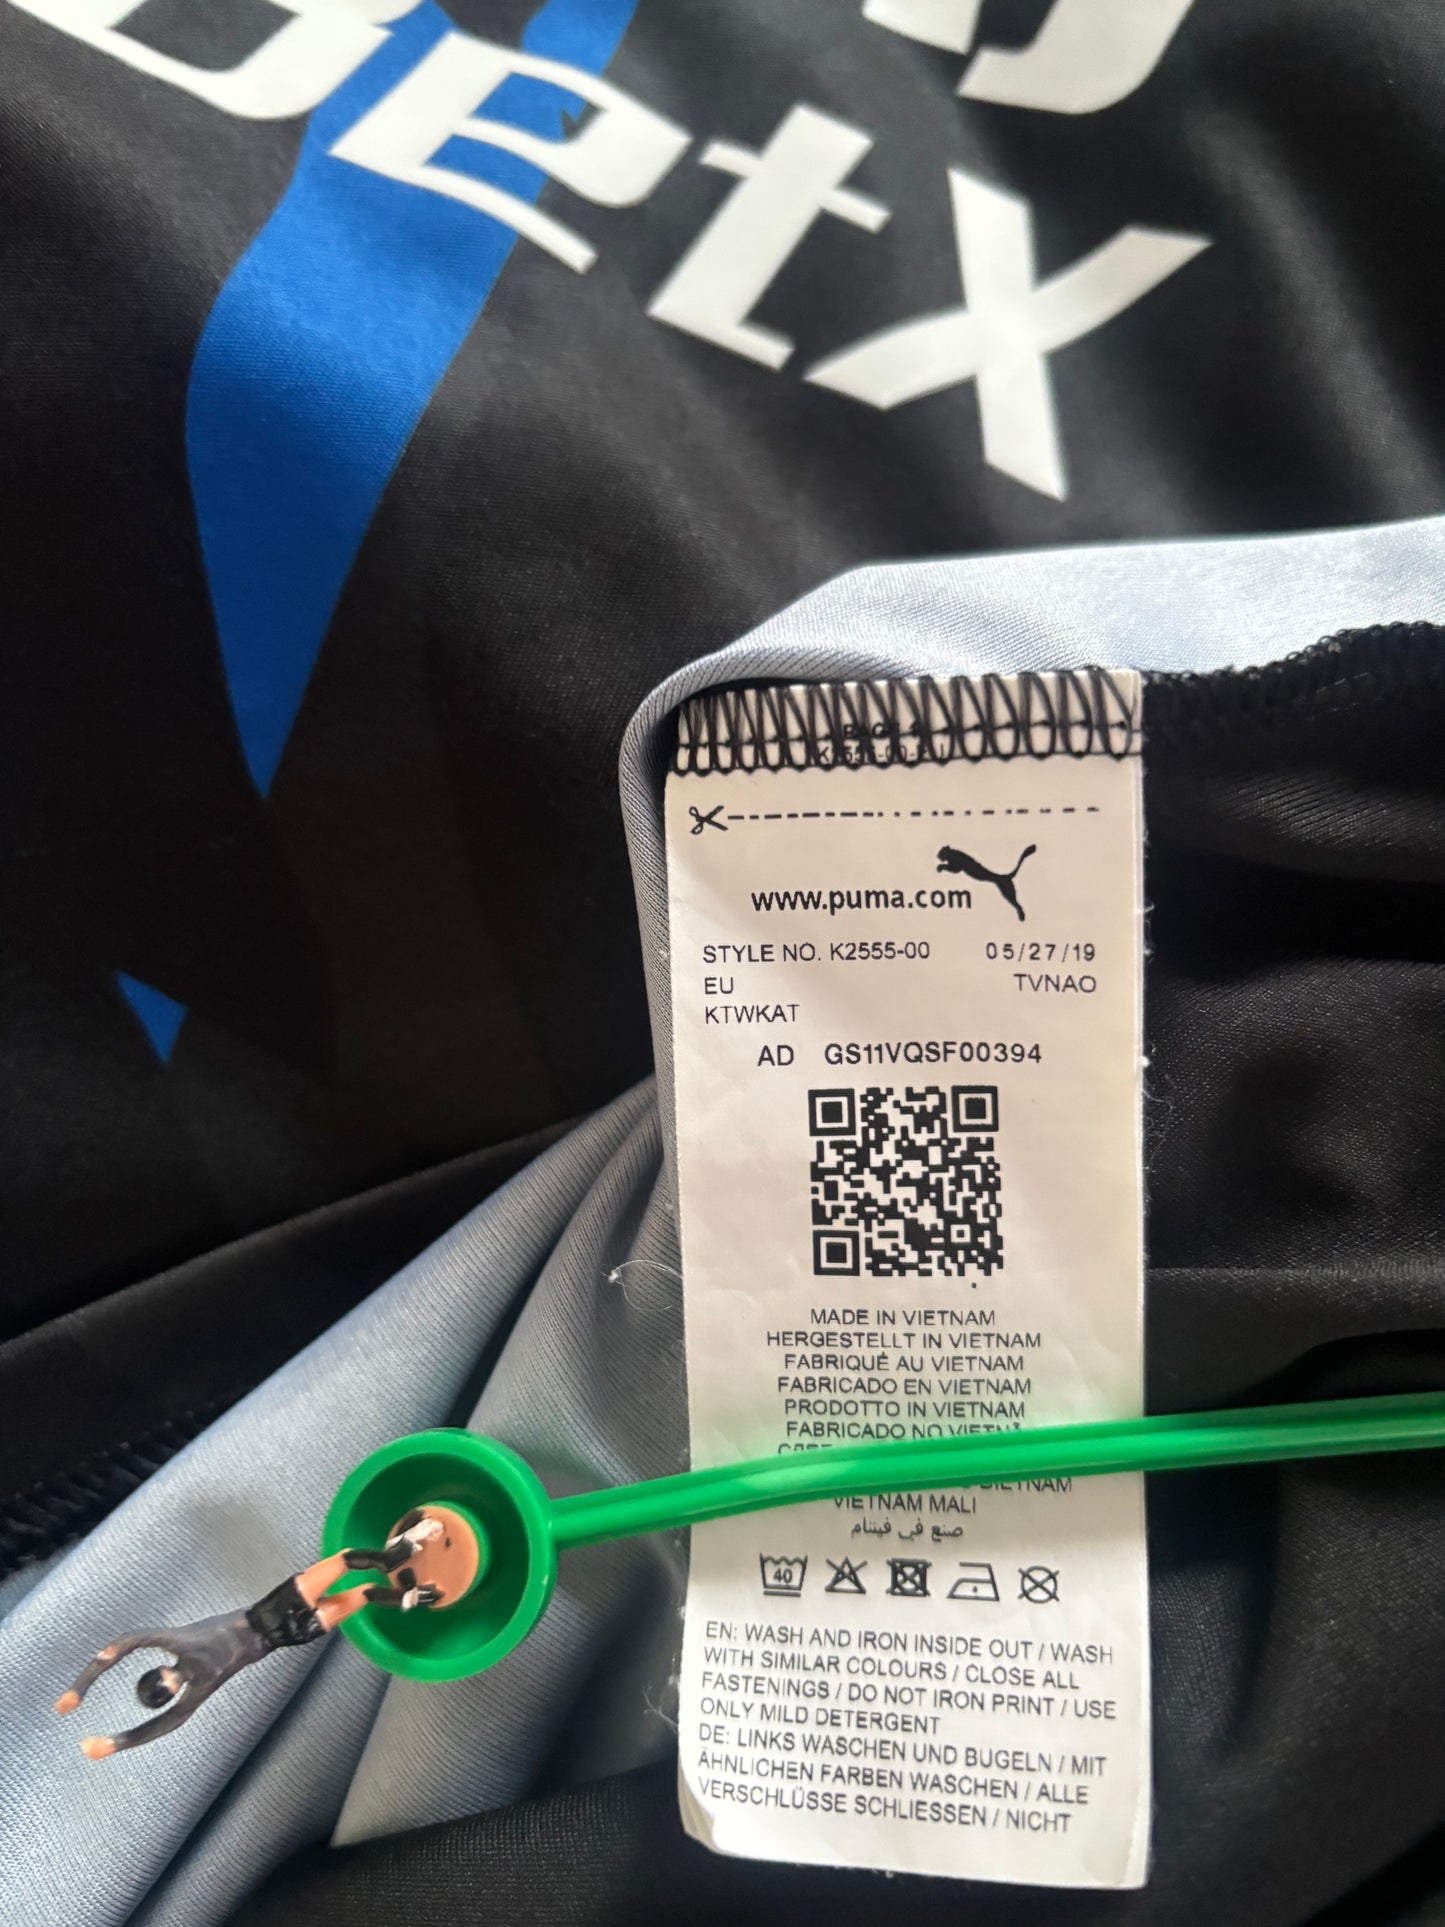 BetX
www.puma.com
STYLE NO. K2555-00 05/27/19
EU TVNAO
KTWKAT
AD GS11VQSF00394
MADE IN VIETNAM
HERGESTELLT IN VIETNAM
FABRIQUÉ AU VIETNAM
FABRICADO EN VIETNAM
PRODOTTO IN VIETNAM
FABRICADO NO
VIETNAM MALI
صنع في فيتنام
40
EN: WASH AND IRON INSIDE OUT / WASH
WITH SIMILAR COLOURS / CLOSE ALL
FASTENINGS / DO NOT IRON PRINT / USE
ONLY MILD DETERGENT
DE: LINKS WASCHEN UND BÜGELN / MIT
ÄHNLICHEN FARBEN WASCHEN / ALLE
VERSCHLÜSSE SCHLIESSEN / NICHT